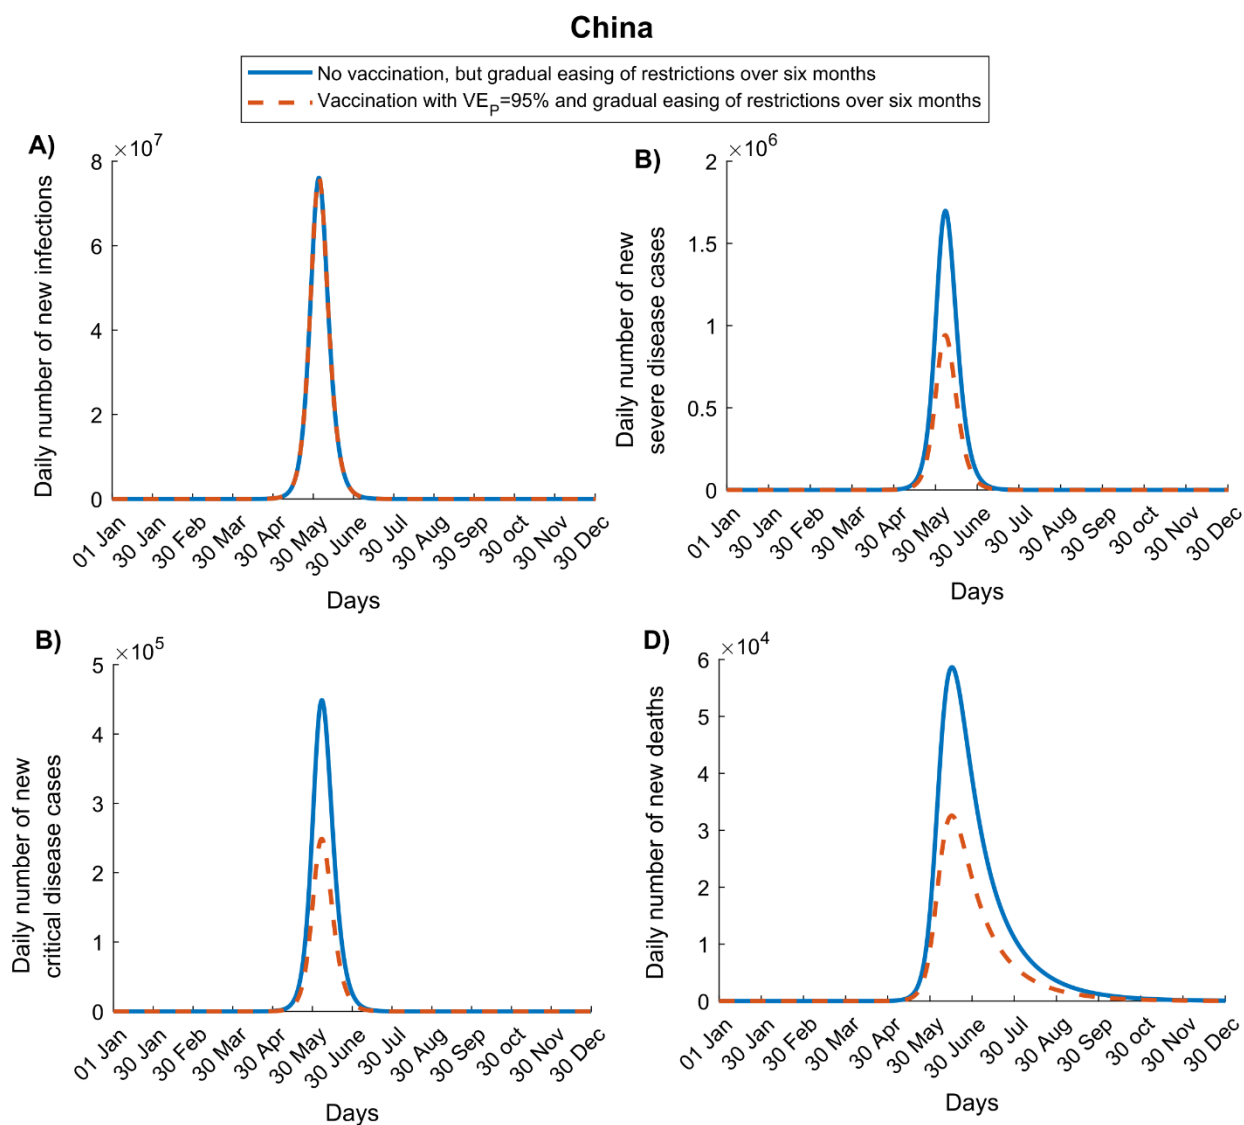 China
No vaccination, but gradual easing of restrictions over six months
Vaccination with VE_P=95% and gradual easing of restrictions over six months
A)
×10^7
Daily number of new infections
8
6
4
2
0
01 Jan
30 Jan
30 Feb
30 Mar
30 Apr
30 May
30 June
30 Jul
30 Aug
30 Sep
30 oct
30 Nov
30 Dec
Days
B)
×10^6
Daily number of new
severe disease cases
2
1.5
1
0.5
0
01 Jan
30 Jan
30 Feb
30 Mar
30 Apr
30 May
30 June
30 Jul
30 Aug
30 Sep
30 oct
30 Nov
30 Dec
Days
B)
×10^5
Daily number of new
critical disease cases
5
4
3
2
1
0
01 Jan
30 Jan
30 Feb
30 Mar
30 Apr
30 May
30 June
30 Jul
30 Aug
30 Sep
30 oct
30 Nov
30 Dec
Days
D)
×10^4
Daily number of new deaths
6
5
4
3
2
1
0
01 Jan
30 Jan
30 Feb
30 Mar
30 Apr
30 May
30 June
30 Jul
30 Aug
30 Sep
30 oct
30 Nov
30 Dec
Days